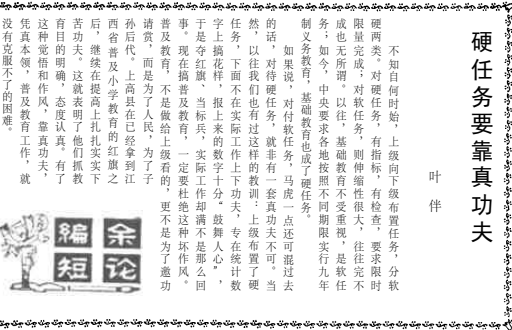 硬任务要靠真功夫
叶伴
不知自何时始，上级向下级布置任务，分软
硬两类。对硬任务，有指标，有检查，要求限时
限量完成；对软任务，则伸缩性很大，往往完不
成也无所谓。以往，基础教育不受重视，是软任
务；如今，中央要求各地按照不同期限实行九年
制义务教育，基础教育也成了硬任务。
如果说，对付软任务，马虎一点还可混过去
的话，对待硬任务，就非有一套真功夫不可。当
然，以往我们也有过这样的教训：上级布置了硬
任务，下面不在实际工作上下功夫，专在统计数
字上搞花样，报上来的数字十分“鼓舞人心”，
于是夺红旗、当标兵，实际工作却满不是那么回
事。现在搞普及教育，一定要杜绝这种坏作风。
普及教育，不是做给上级看的，更不是为了邀功
请赏，而是为了人民，为了子
孙后代。上高县在已经拿到江
西省普及小学教育的红旗之
后，继续在提高上扎扎实实下
苦功夫。这就表明了他们抓教
育目的明确，态度认真。有了
这种觉悟和作风，靠真功夫，
凭真本领，普及教育工作，就
没有克服不了的困难。
编余
短论